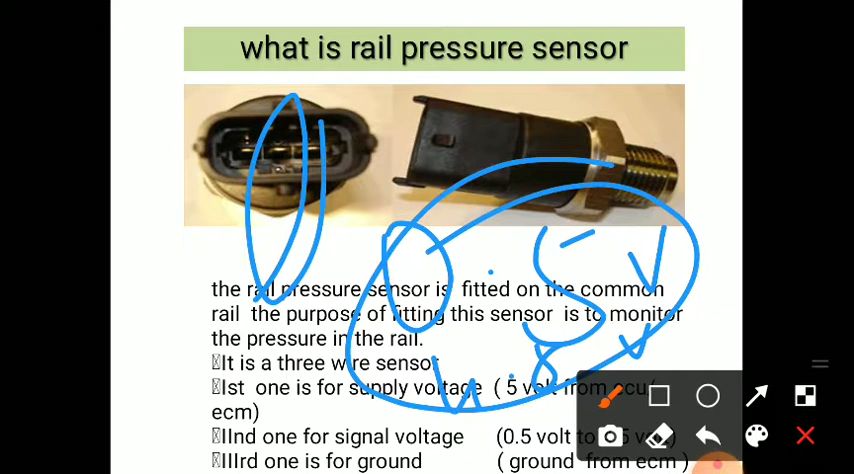 what is rail pressure sensor
0.5 V
the rail pressure sensor is fitted on the common
rail the purpose of fitting this sensor is to monitor
the pressure in the rail.
It is a three wire sensor
Ist one is for supply voltage ( 5 volt from ecu/
ecm)
IInd one for signal voltage (0.5 volt to
IIIrd one is for ground ( ground from ecm )